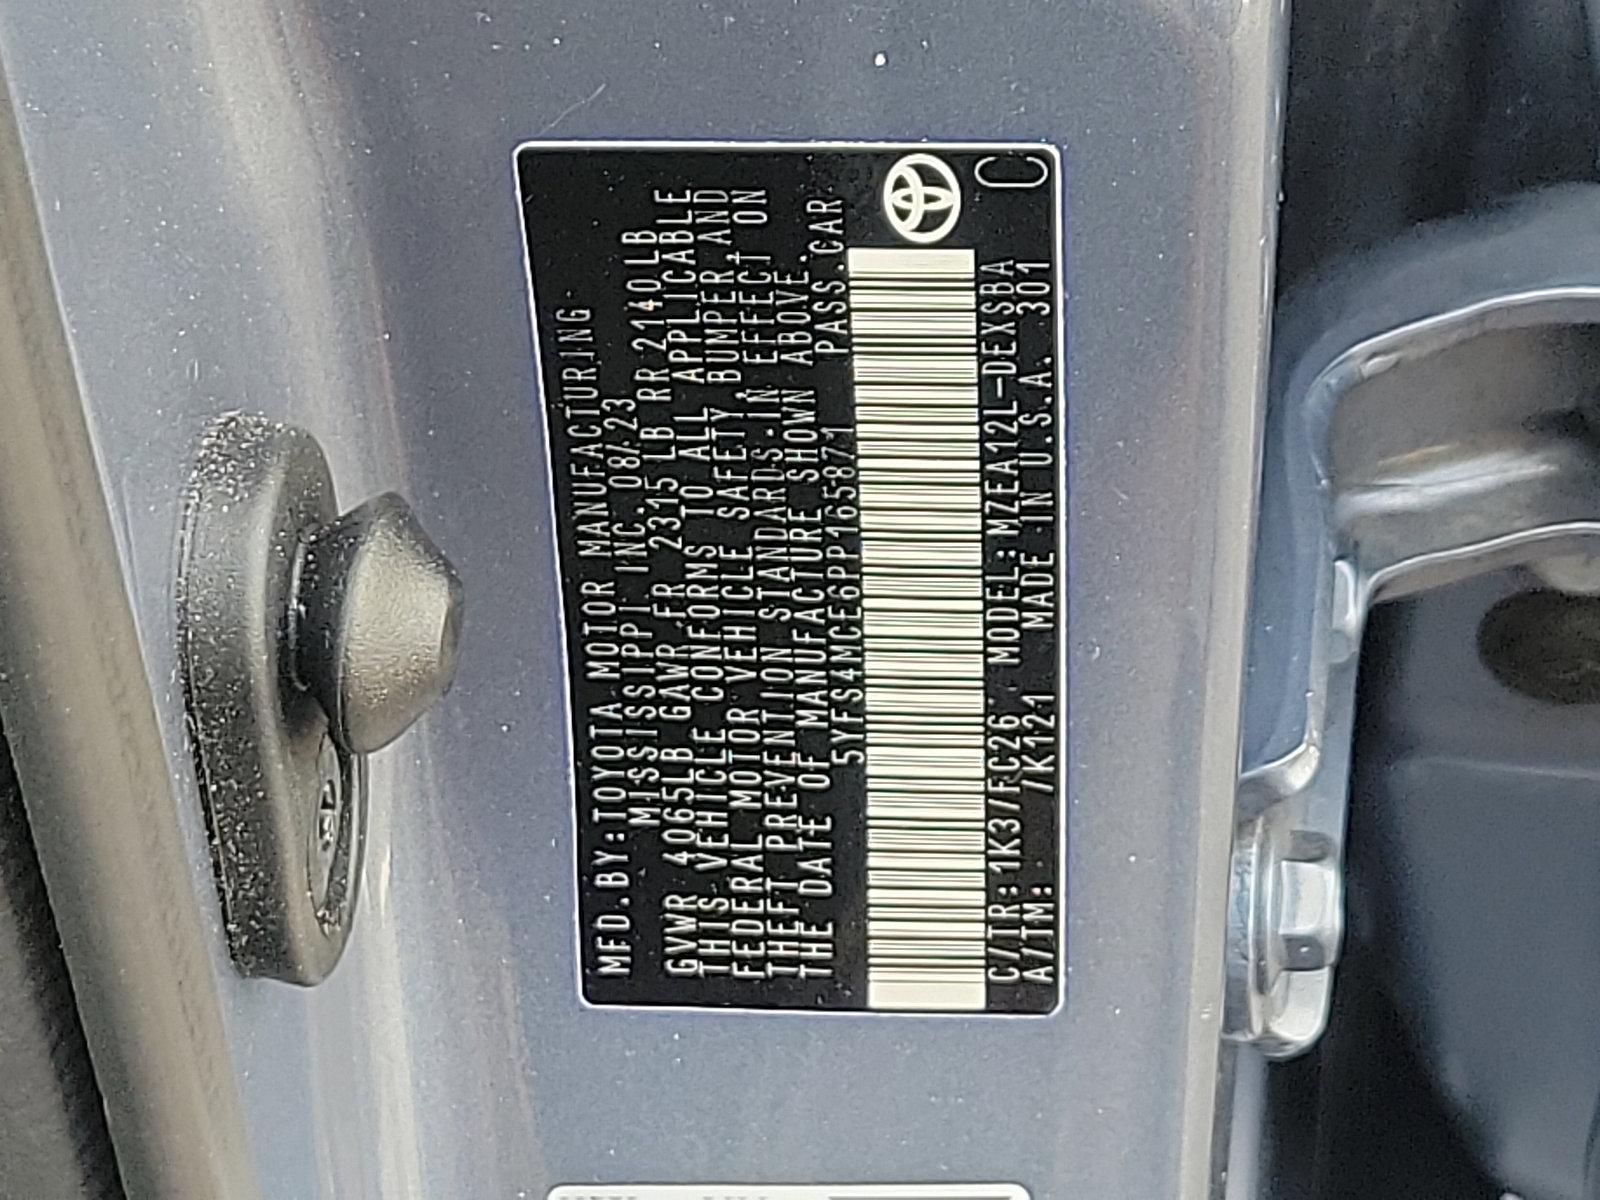 MFD.BY:TOYOTA MOTOR MANUFACTURING
MISSISSIPPI INC. 08/23
GVWR 4065LB GAWR FR 2315LB RR 2140LB
THIS VEHICLE CONFORMS TO ALL APPLICABLE
FEDERAL MOTOR VEHICLE SAFETY, BUMPER, AND
THEFT PREVENTION STANDARDS IN EFFECT ON
THE DATE OF MANUFACTURE SHOWN ABOVE.
5YFS4MCE6PP165871 PASS.CAR
C/TR:1K3/FC26 MODEL:MZEA12L-DEXSBA
A/TM: /K121 MADE IN U.S.A. 301
C